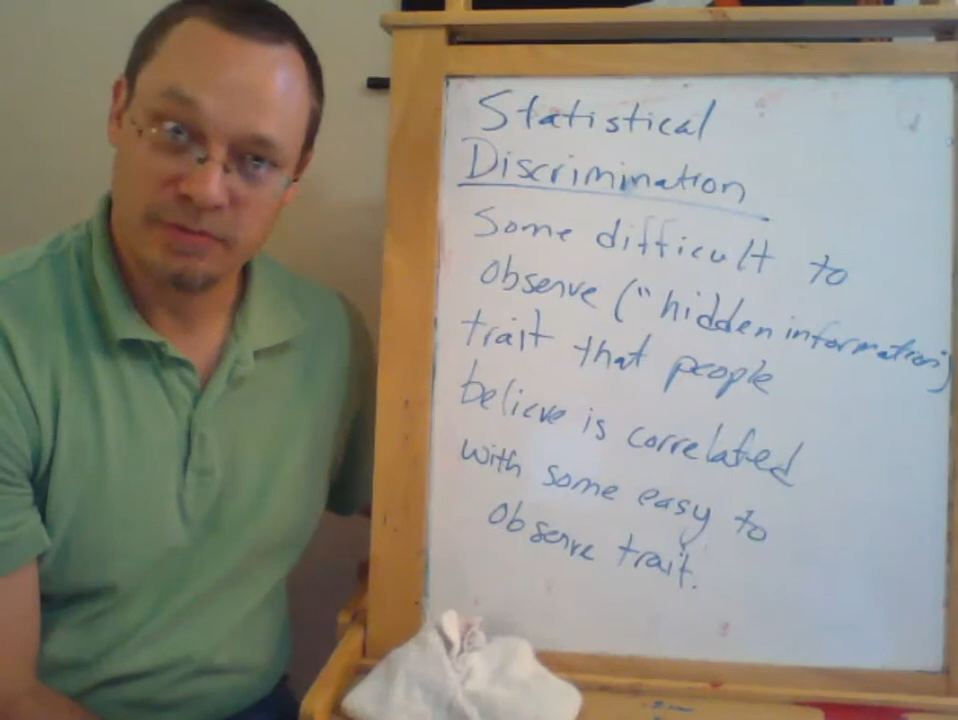 Statistical
Discrimination
Some difficult to
observe ("hidden information)
trait that people
believe is correlated
with some easy to
observe trait.